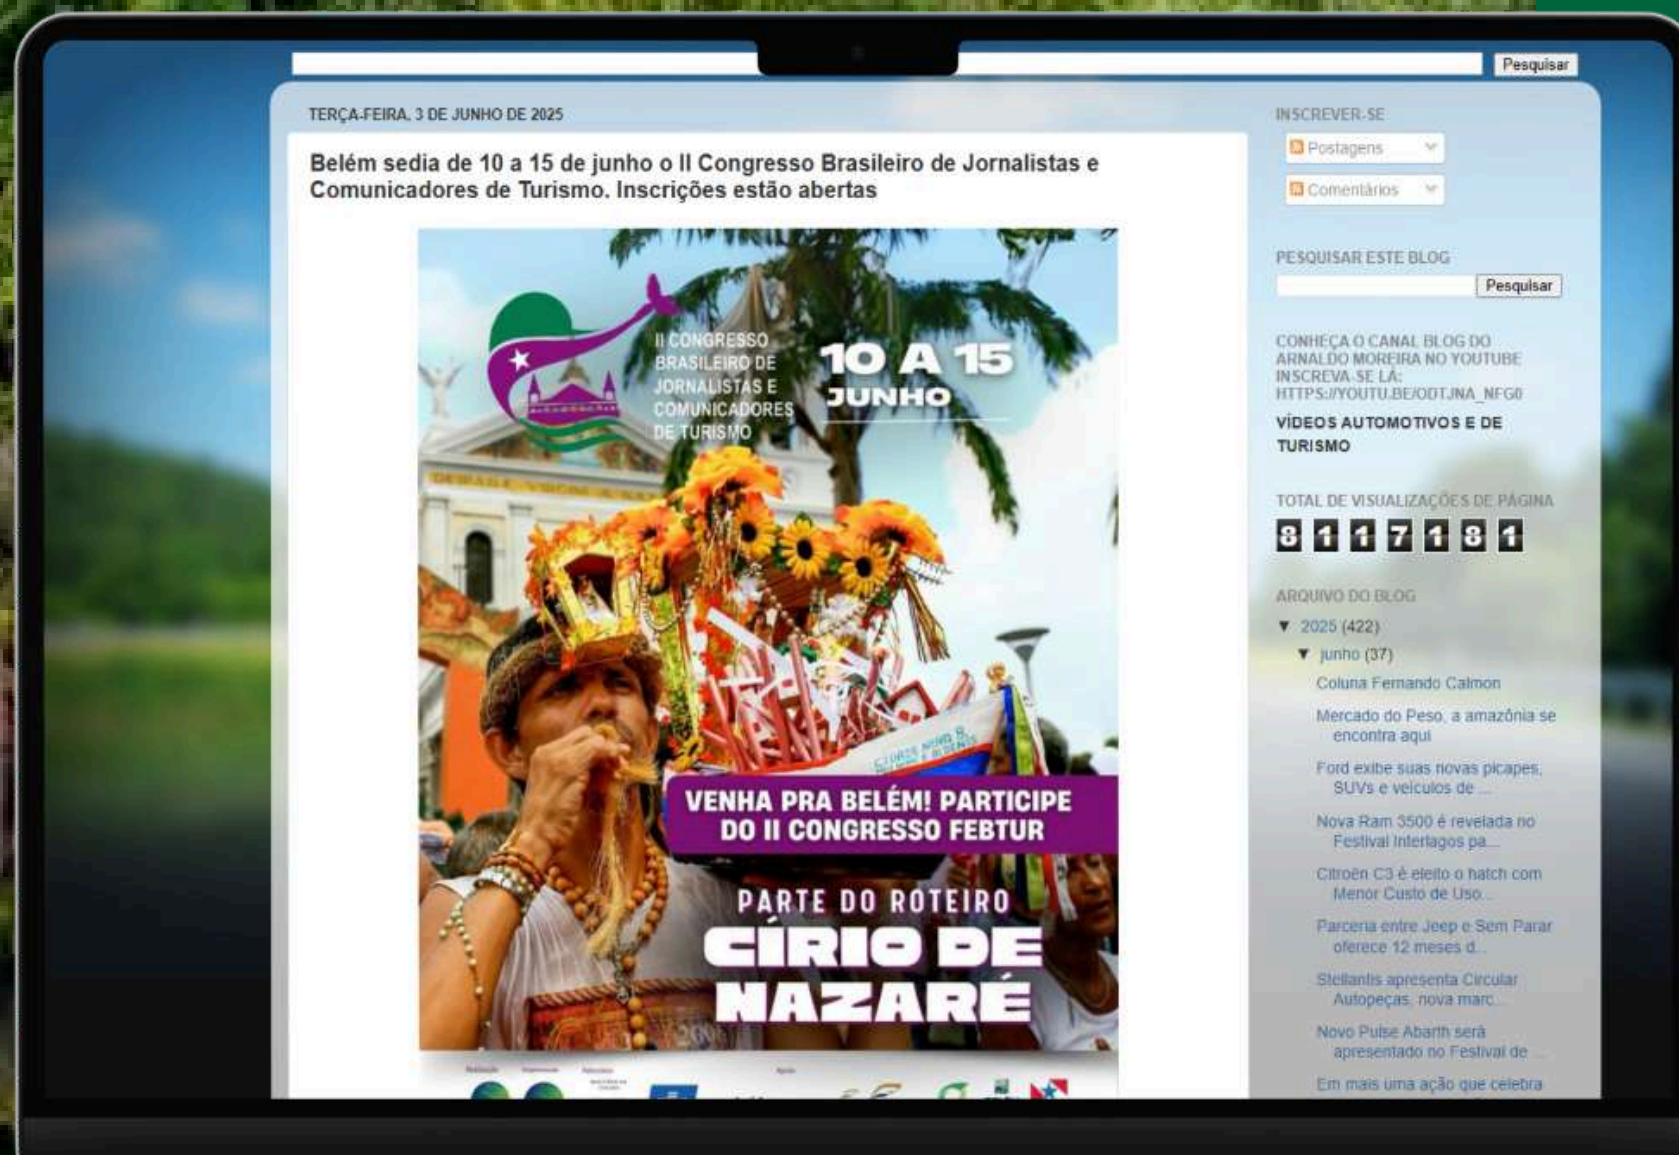 Pesquisar
TERÇA-FEIRA, 3 DE JUNHO DE 2025
Belém sedia de 10 a 15 de junho o II Congresso Brasileiro de Jornalistas e
Comunicadores de Turismo. Inscrições estão abertas
II CONGRESSO
BRASILEIRO DE
JORNALISTAS E
COMUNICADORES
DE TURISMO
10 A 15
JUNHO
VENHA PRA BELÉM! PARTICIPE
DO II CONGRESSO FEBTUR
PARTE DO ROTEIRO
CÍRIO DE
NAZARÉ
Realização
Apoio
INSCREVER-SE
Postagens
Comentários
PESQUISAR ESTE BLOG
Pesquisar
CONHEÇA O CANAL BLOG DO
ARNALDO MOREIRA NO YOUTUBE
INSCREVA-SE LÁ:
HTTPS://YOUTU.BE/ODTJNA_NFG0
VÍDEOS AUTOMOTIVOS E DE
TURISMO
TOTAL DE VISUALIZAÇÕES DE PÁGINA
8117181
ARQUIVO DO BLOG
▼ 2025 (422)
▼ junho (37)
Coluna Fernando Calmon
Mercado do Peso, a amazônia se
encontra aqui
Ford exibe suas novas picapes,
SUVs e veículos de ...
Nova Ram 3500 é revelada no
Festival Interlagos pa...
Citroën C3 é eleito o hatch com
Menor Custo de Uso...
Parceria entre Jeep e Sem Parar
oferece 12 meses d...
Stellantis apresenta Circular
Autopeças, nova marc...
Novo Pulse Abarth será
apresentado no Festival de ...
Em mais uma ação que celebra